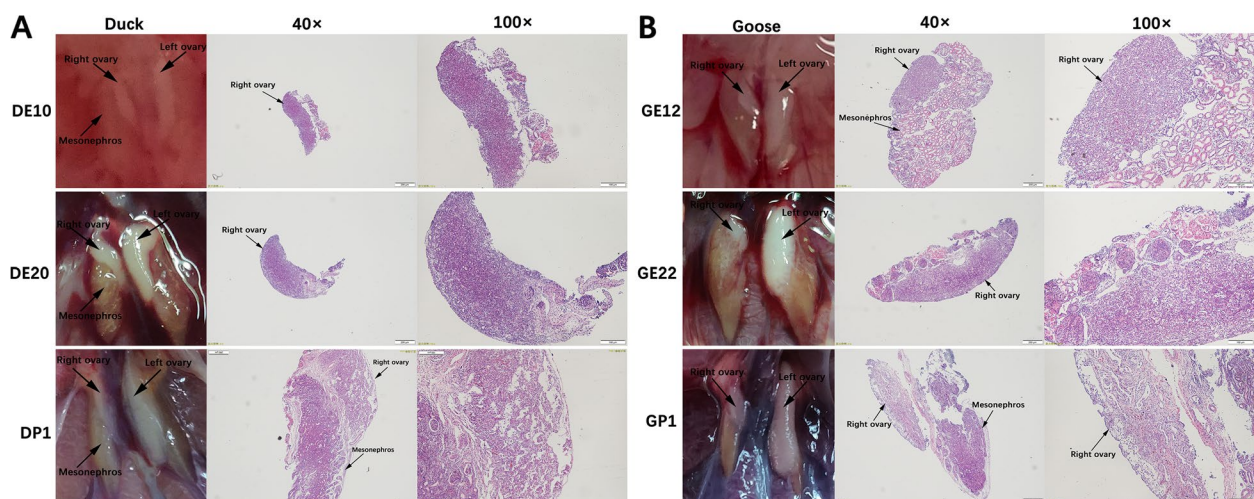 A
Duck
40×
100×
DE10
Right ovary
Left ovary
Mesonephros
Right ovary
DE20
Right ovary
Left ovary
Mesonephros
Right ovary
DP1
Right ovary
Left ovary
Mesonephros
Right ovary
Mesonephros
B
Goose
40×
100×
GE12
Right ovary
Left ovary
Right ovary
Mesonephros
Right ovary
GE22
Right ovary
Left ovary
Right ovary
GP1
Right ovary
Left ovary
Right ovary
Mesonephros
Right ovary